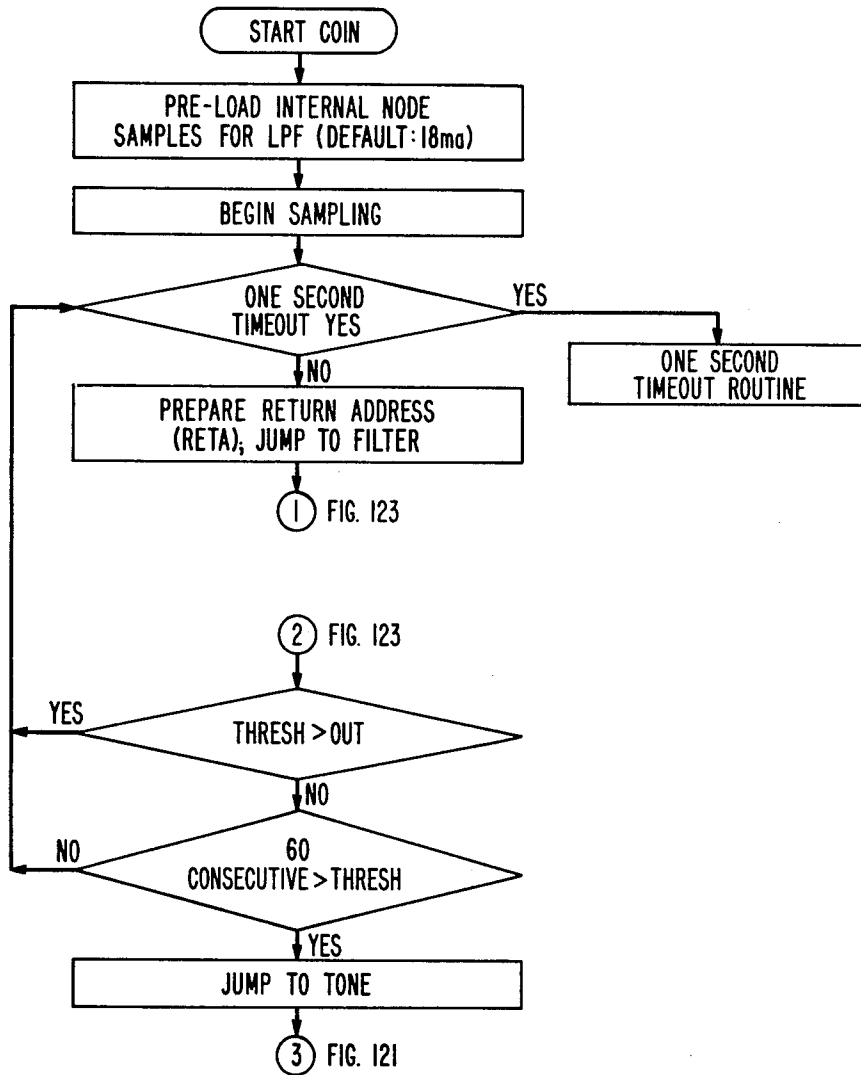 START COIN
PRE-LOAD INTERNAL NODE
SAMPLES FOR LPF (DEFAULT:18ma)
BEGIN SAMPLING
ONE SECOND
TIMEOUT YES
YES
ONE SECOND
TIMEOUT ROUTINE
NO
PREPARE RETURN ADDRESS
(RETA); JUMP TO FILTER
1 FIG. 123
2 FIG. 123
YES
THRESH > OUT
NO
NO
60
CONSECUTIVE > THRESH
YES
JUMP TO TONE
3 FIG. 121